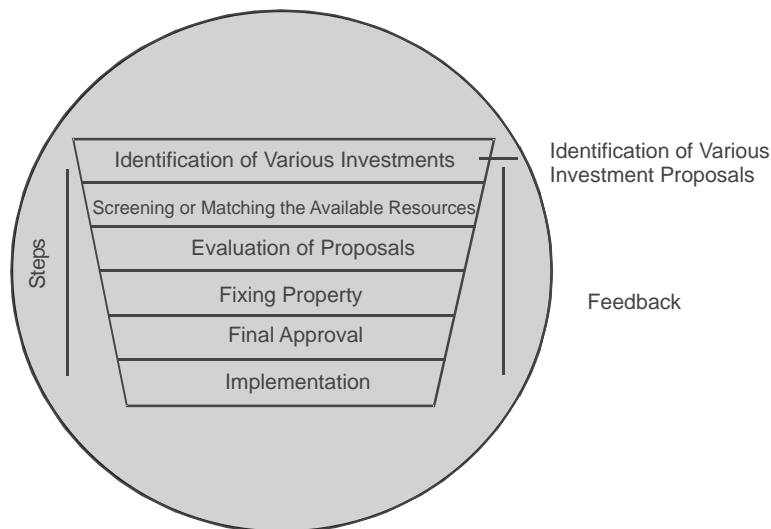 Identification of Various Investments
Screening or Matching the Available Resources
Evaluation of Proposals
Fixing Property
Final Approval
Implementation
Steps
Identification of Various
Investment Proposals
Feedback